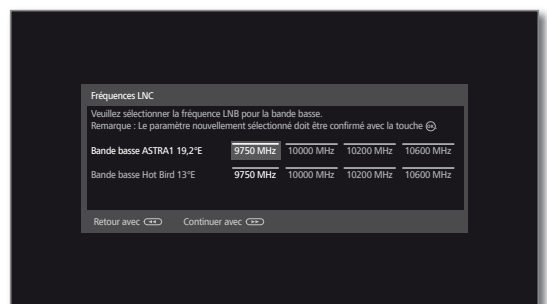 Fréquences LNC
Veuillez sélectionner la fréquence LNB pour la bande basse.
Remarque : Le paramètre nouvellement sélectionné doit être confirmé avec la touche OK.
Bande basse ASTRA1 19,2°E 9750 MHz 10000 MHz 10200 MHz 10600 MHz
Bande basse Hot Bird 13°E 9750 MHz 10000 MHz 10200 MHz 10600 MHz
Retour avec Continuer avec